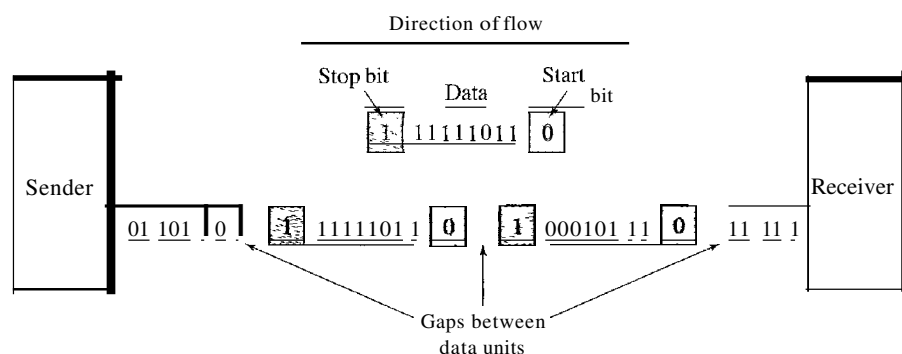 Direction of flow
Stop bit
Start
bit
Data
1 11111011 0
Sender
Receiver
01 101 0 1 1111101 1 0 1 000101 11 0 11 11 1
Gaps between
data units